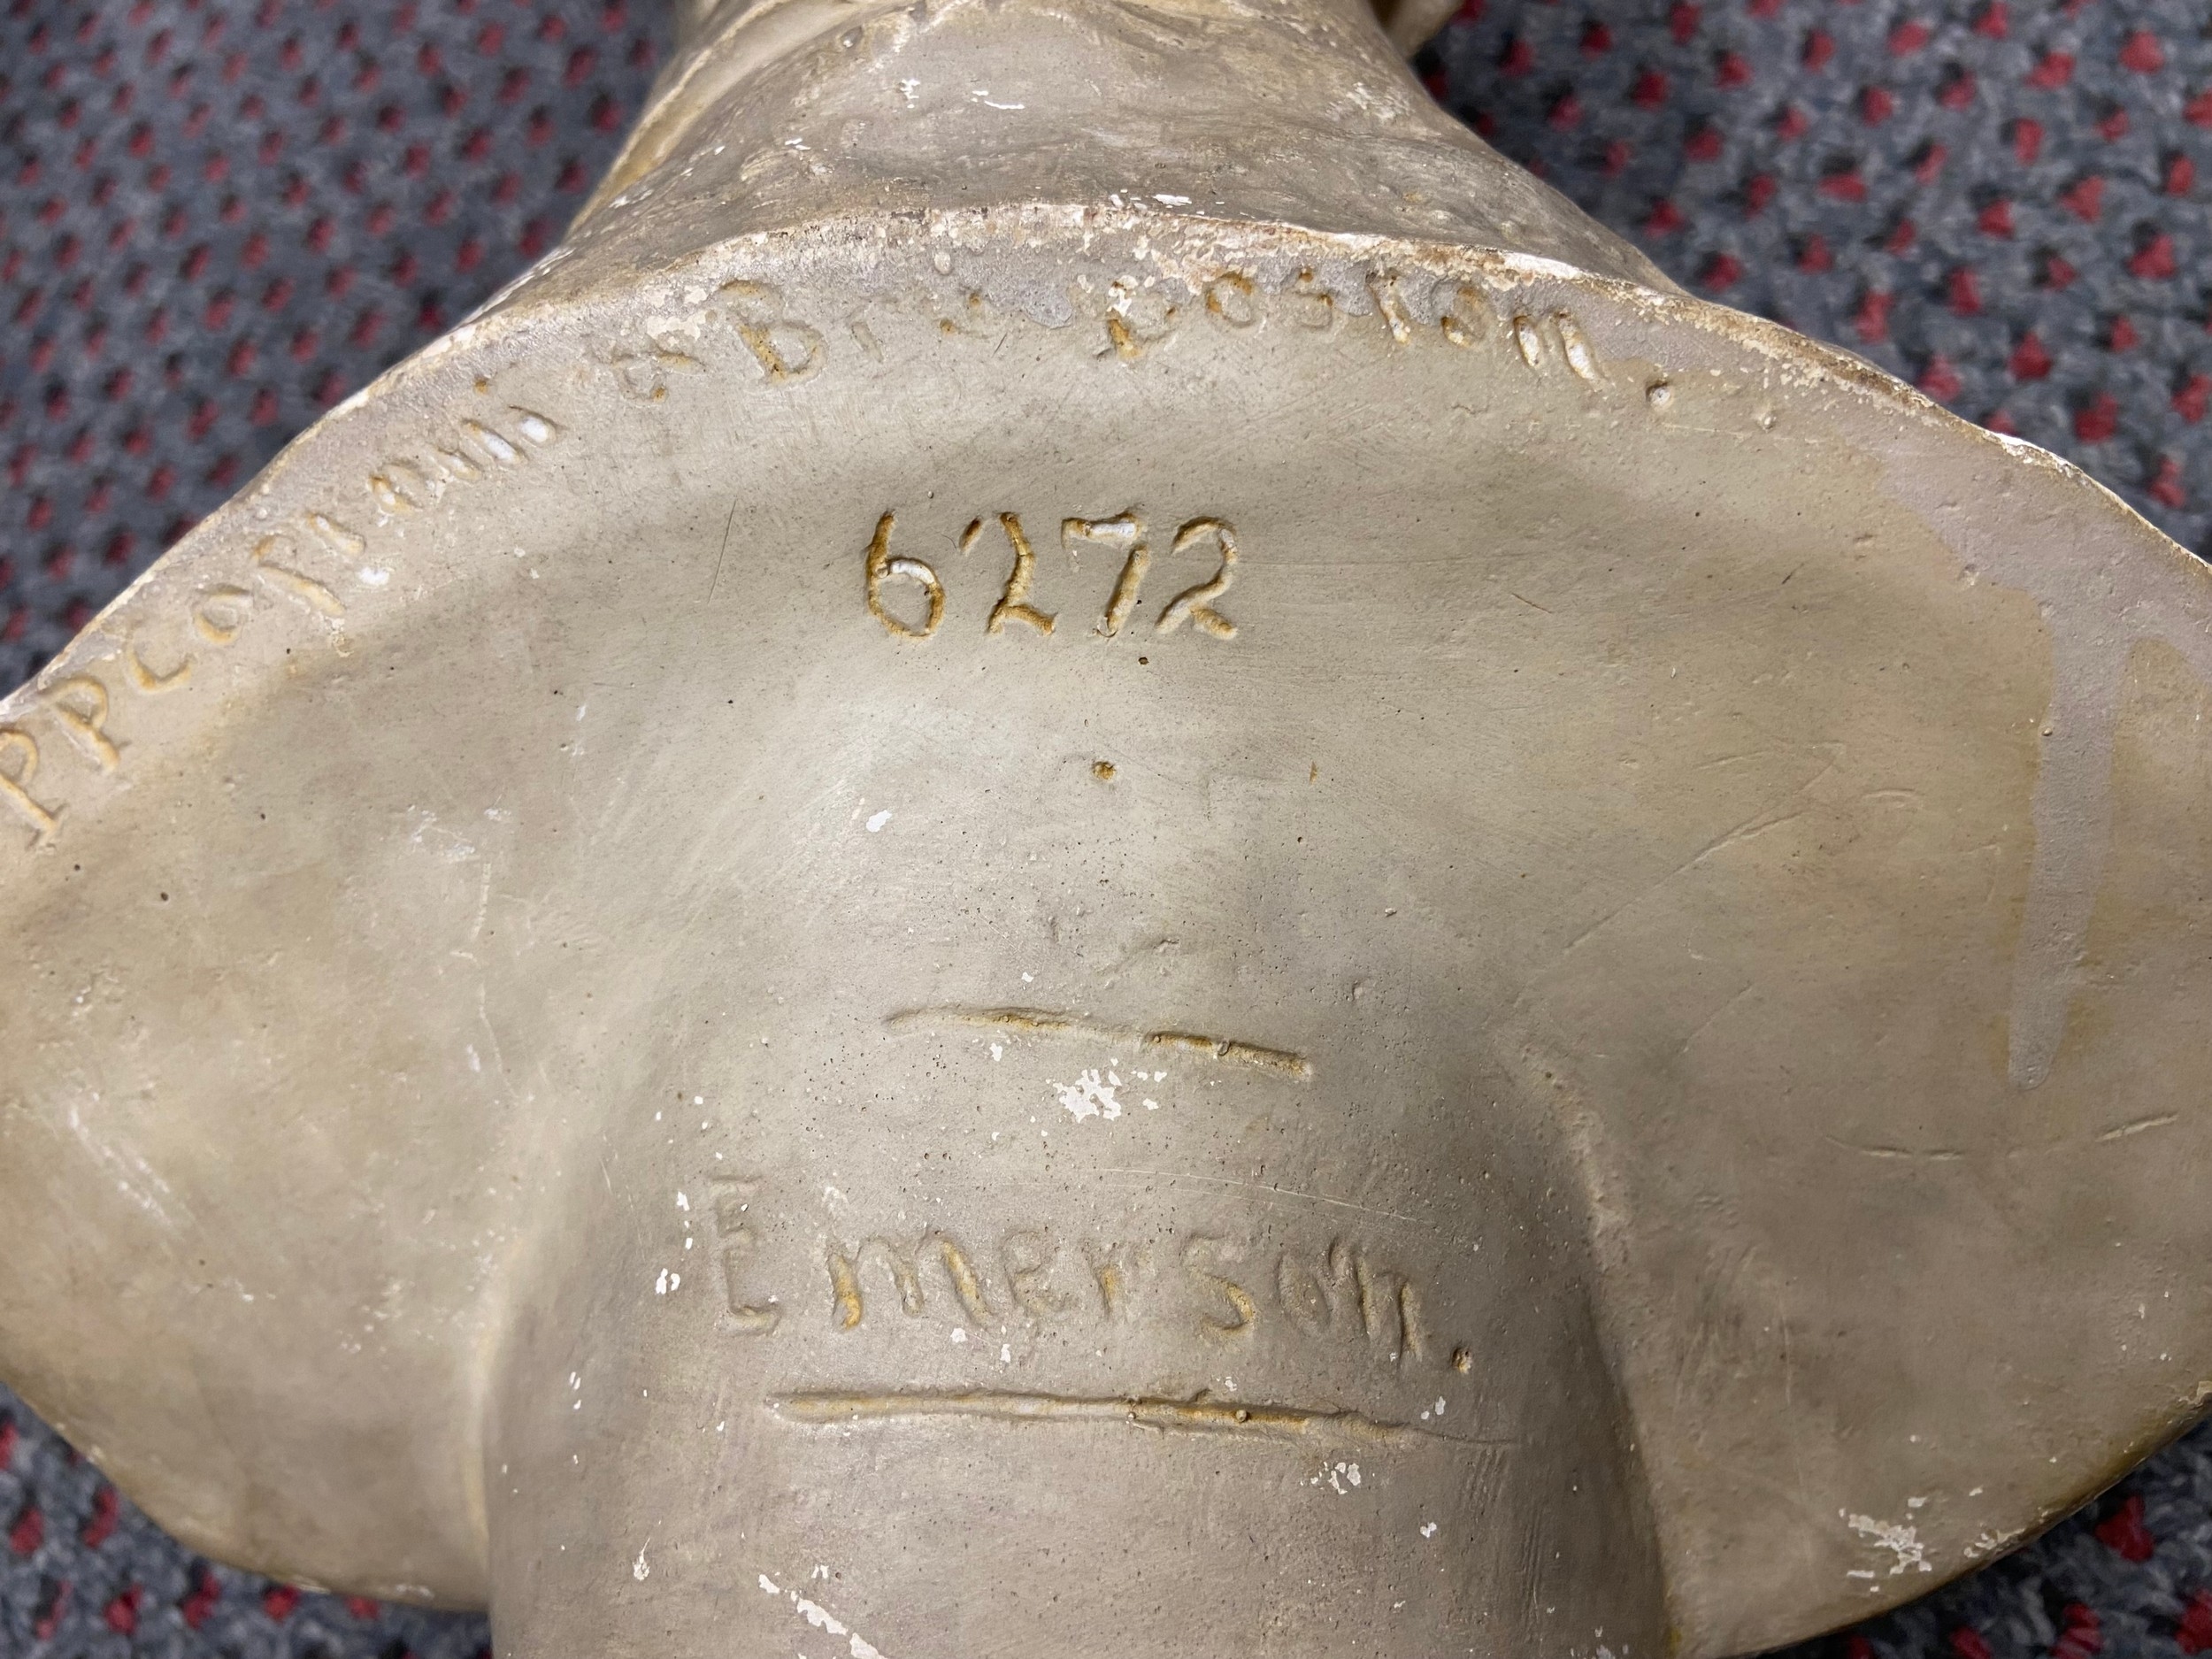 PPCaproni & Bro Boston.
6272
Emerson.